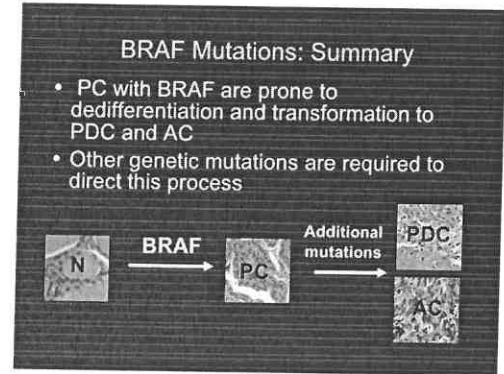 BRAF Mutations: Summary
• PC with BRAF are prone to
dedifferentiation and transformation to
PDC and AC
• Other genetic mutations are required to
direct this process
N
BRAF
PC
Additional
mutations
PDC
AC